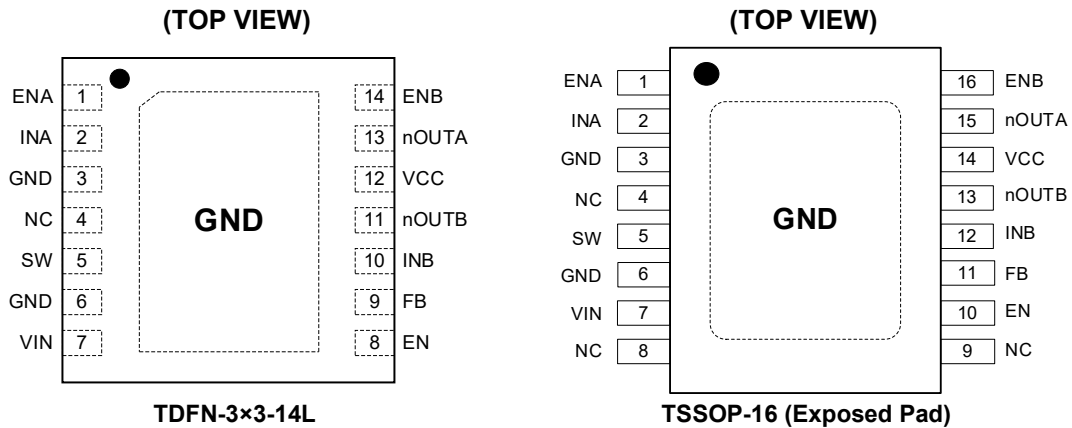 (TOP VIEW)
ENA 1 14 ENB
INA 2 13 nOUTA
GND 3 12 VCC
NC 4 11 nOUTB
SW 5 10 INB
GND 6 9 FB
VIN 7 8 EN
GND
TDFN-3×3-14L
(TOP VIEW)
ENA 1 16 ENB
INA 2 15 nOUTA
GND 3 14 VCC
NC 4 13 nOUTB
SW 5 12 INB
GND 6 11 FB
VIN 7 10 EN
NC 8 9 NC
GND
TSSOP-16 (Exposed Pad)